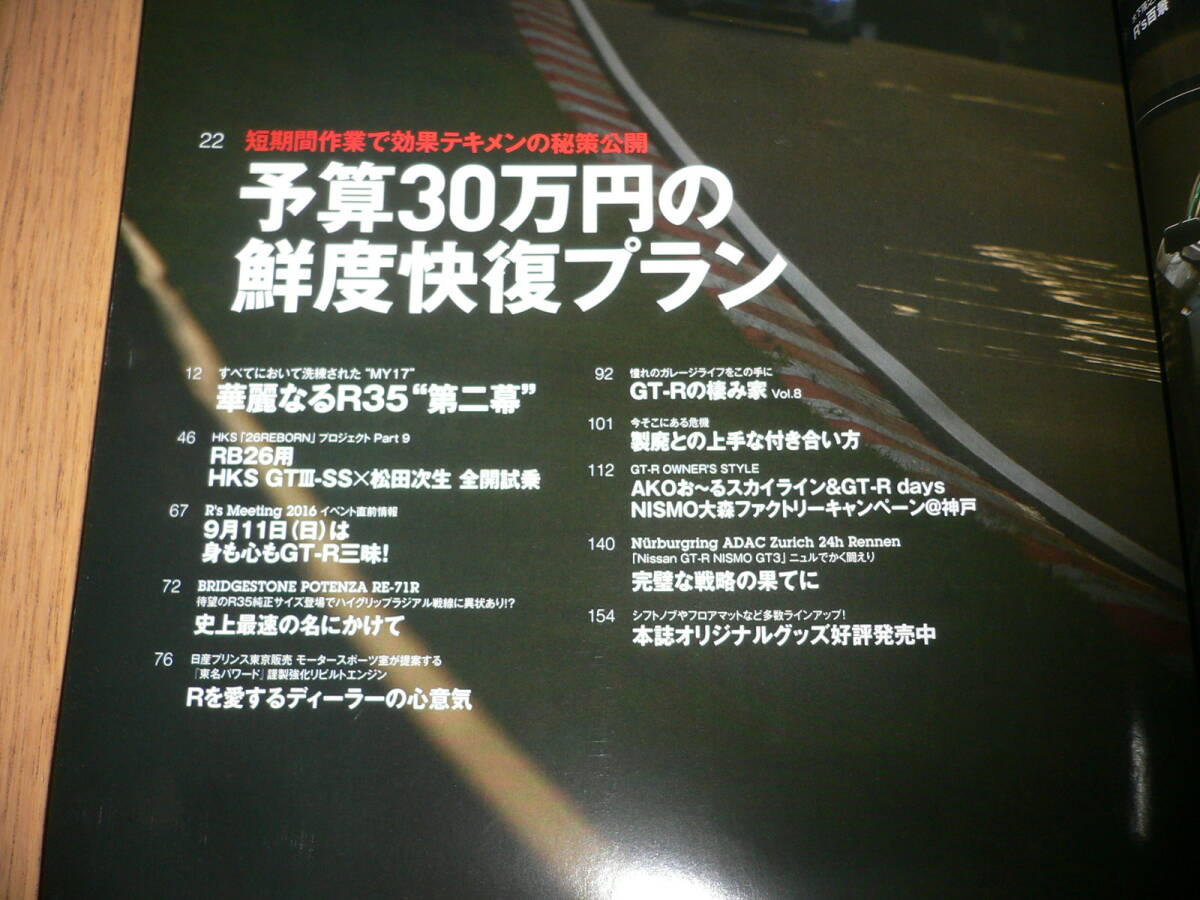 22 短期間作業で効果テキメンの秘策公開
予算30万円の
鮮度快復プラン
12 すべてにおいて洗練された “MY17”
華麗なるR35“第二幕”
46 HKS「26REBORN」プロジェクト Part 9
RB26用
HKS GTⅢ-SS×松田次生 全開試乗
67 R's Meeting 2016 イベント直前情報
9月11日(日)は
身も心もGT-R三昧!
72 BRIDGESTONE POTENZA RE-71R
待望のR35純正サイズ登場でハイグリップラジアル戦線に異状あり!?
史上最速の名にかけて
76 日産プリンス東京販売 モータースポーツ室が提案する
「東名パワード」謹製強化リビルトエンジン
Rを愛するディーラーの心意気
92 憧れのガレージライフをこの手に
GT-Rの棲み家 Vol.8
101 今そこにある危機
製廃との上手な付き合い方
112 GT-R OWNER'S STYLE
AKOお〜るスカイライン&GT-R days
NISMO大森ファクトリーキャンペーン@神戸
140 Nürburgring ADAC Zurich 24h Rennen
「Nissan GT-R NISMO GT3」ニュルでかく闘えり
完璧な戦略の果てに
154 シフトノブやフロアマットなど多数ラインアップ!
本誌オリジナルグッズ好評発売中
R's百景